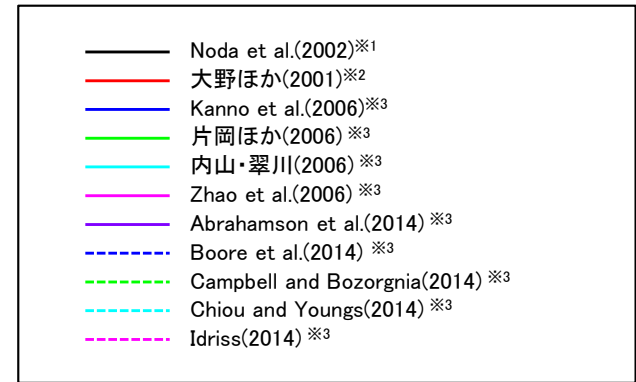 Noda et al.(2002)※1
大野ほか(2001)※2
Kanno et al.(2006)※3
片岡ほか(2006) ※3
内山・翠川(2006) ※3
Zhao et al.(2006) ※3
Abrahamson et al.(2014) ※3
Boore et al.(2014) ※3
Campbell and Bozorgnia(2014) ※3
Chiou and Youngs(2014) ※3
Idriss(2014) ※3